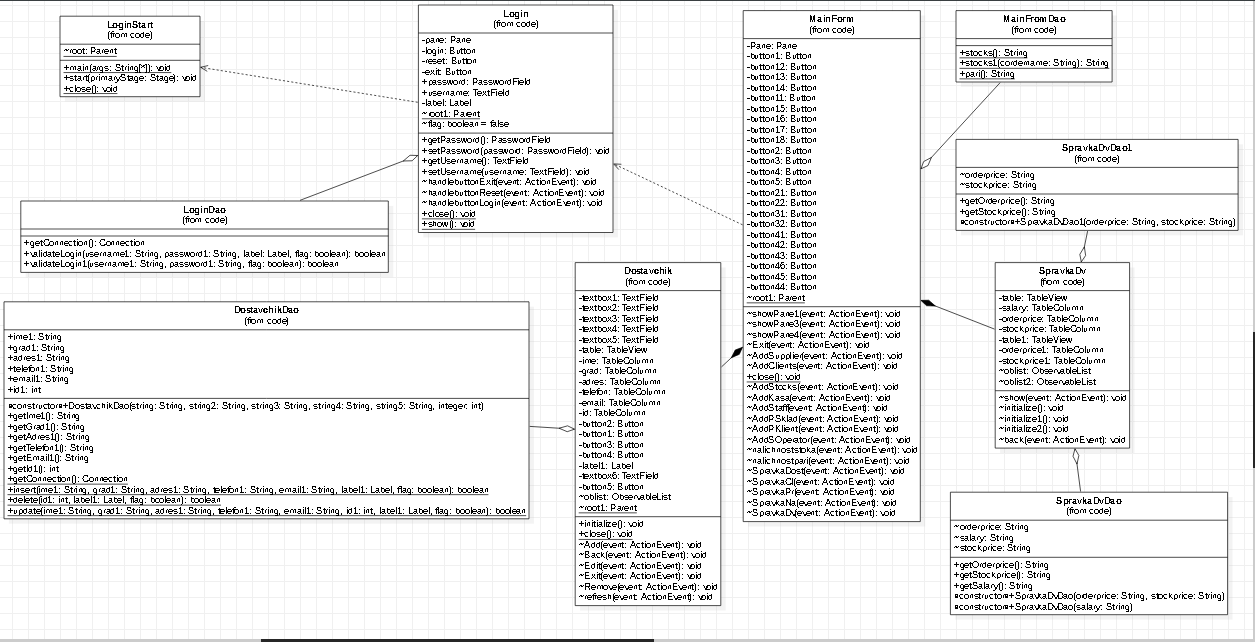 LoginStart
(from code)
~root: Parent
+main(args: String[*]): void
+start(primaryStage: Stage): void
+close(): void
Login
(from code)
-pane: Pane
-login: Button
-reset: Button
-exit: Button
+password: PasswordField
+username: TextField
-label: Label
~root1: Parent
~flag: boolean = false
+getPassword(): PasswordField
+setPassword(password: PasswordField): void
+getUsername(): TextField
+setUsername(username: TextField): void
~handlebuttonExit(event: ActionEvent): void
~handlebuttonReset(event: ActionEvent): void
~handlebuttonLogin(event: ActionEvent): void
+close(): void
+show(): void
LoginDao
(from code)
+getConnection(): Connection
+validateLogin(username1: String, password1: String, label: Label, flag: boolean): boolean
+validateLogin1(username1: String, password1: String, flag: boolean): boolean
DostavchikDao
(from code)
+ime1: String
+grad1: String
+adres1: String
+telefon1: String
+email1: String
+id1: int
«constructor»+DostavchikDao(string: String, string2: String, string3: String, string4: String, string5: String, integer: int)
+getIme1(): String
+getGrad1(): String
+getAdres1(): String
+getTelefon1(): String
+getEmail1(): String
+getId1(): int
+getConnection(): Connection
+insert(ime1: String, grad1: String, adres1: String, telefon1: String, email1: String, label1: Label, flag: boolean): boolean
+delete(id1: int, label1: Label, flag: boolean): boolean
+update(ime1: String, grad1: String, adres1: String, telefon1: String, email1: String, id1: int, label1: Label, flag: boolean): boolean
Dostavchik
(from code)
-textbox1: TextField
-textbox2: TextField
-textbox3: TextField
-textbox4: TextField
-textbox5: TextField
-table: TableView
-ime: TableColumn
-grad: TableColumn
-adres: TableColumn
-telefon: TableColumn
-email: TableColumn
-id: TableColumn
-button2: Button
-button1: Button
-button3: Button
-button4: Button
-label1: Label
-textbox6: TextField
-button5: Button
~oblist: ObservableList
~root1: Parent
+initialize(): void
+close(): void
~Add(event: ActionEvent): void
~Back(event: ActionEvent): void
~Edit(event: ActionEvent): void
~Exit(event: ActionEvent): void
~Remove(event: ActionEvent): void
~refresh(event: ActionEvent): void
MainForm
(from code)
-Pane: Pane
-button1: Button
-button12: Button
-button13: Button
-button14: Button
-button11: Button
-button15: Button
-button16: Button
-button17: Button
-button18: Button
-button2: Button
-button3: Button
-button4: Button
-button5: Button
-button21: Button
-button22: Button
-button31: Button
-button32: Button
-button41: Button
-button42: Button
-button43: Button
-button46: Button
-button45: Button
-button44: Button
~root1: Parent
~showPane1(event: ActionEvent): void
~showPane3(event: ActionEvent): void
~showPane4(event: ActionEvent): void
~Exit(event: ActionEvent): void
~AddSupplier(event: ActionEvent): void
~AddClients(event: ActionEvent): void
+close(): void
~AddStocks(event: ActionEvent): void
~AddKasa(event: ActionEvent): void
~AddStaff(event: ActionEvent): void
~AddPSklad(event: ActionEvent): void
~AddPKlient(event: ActionEvent): void
~AddSOperator(event: ActionEvent): void
~nalichnoststoka(event: ActionEvent): void
~nalichnostpari(event: ActionEvent): void
~SpravkaDost(event: ActionEvent): void
~SpravkaCl(event: ActionEvent): void
~SpravkaPr(event: ActionEvent): void
~SpravkaNa(event: ActionEvent): void
~SpravkaDv(event: ActionEvent): void
MainFromDao
(from code)
+stocks(): String
+stocks1(cordername: String): String
+pari(): String
SpravkaDvDao1
(from code)
~orderprice: String
~stockprice: String
+getOrderprice(): String
+getStockprice(): String
«constructor»+SpravkaDvDao1(orderprice: String, stockprice: String)
SpravkaDv
(from code)
-table: TableView
-salary: TableColumn
-orderprice: TableColumn
-stockprice: TableColumn
-table1: TableView
-orderprice1: TableColumn
-stockprice1: TableColumn
~oblist: ObservableList
~oblist2: ObservableList
~show(event: ActionEvent): void
~initialize(): void
~initialize1(): void
~initialize2(): void
~back(event: ActionEvent): void
SpravkaDvDao
(from code)
~orderprice: String
~salary: String
~stockprice: String
+getOrderprice(): String
+getStockprice(): String
+getSalary(): String
«constructor»+SpravkaDvDao(orderprice: String, stockprice: String)
«constructor»+SpravkaDvDao(salary: String)